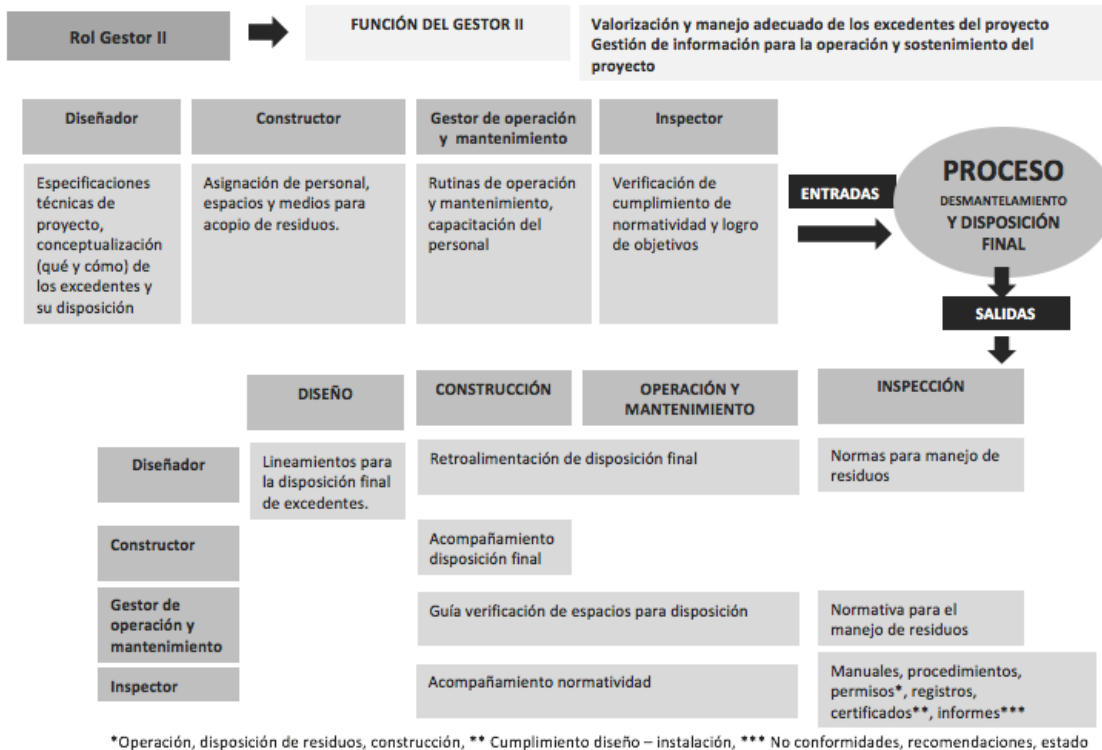 Rol Gestor II
FUNCIÓN DEL GESTOR II
Valorización y manejo adecuado de los excedentes del proyecto
Gestión de información para la operación y sostenimiento del
proyecto
Diseñador
Constructor
Gestor de operación
y mantenimiento
Inspector
Especificaciones
técnicas de
proyecto,
conceptualización
(qué y cómo) de
los excedentes y
su disposición
Asignación de personal,
espacios y medios para
acopio de residuos.
Rutinas de operación
y mantenimiento,
capacitación del
personal
Verificación de
cumplimiento de
normatividad y logro
de objetivos
ENTRADAS
PROCESO
DESMANTELAMIENTO
Y DISPOSICIÓN
FINAL
SALIDAS
DISEÑO
CONSTRUCCIÓN
OPERACIÓN Y
MANTENIMIENTO
INSPECCIÓN
Diseñador
Lineamientos para
la disposición final
de excedentes.
Retroalimentación de disposición final
Normas para manejo de
residuos
Constructor
Acompañamiento
disposición final
Gestor de
operación y
mantenimiento
Guía verificación de espacios para disposición
Normativa para el
manejo de residuos
Inspector
Acompañamiento normatividad
Manuales, procedimientos,
permisos*, registros,
certificados**, informes***
*Operación, disposición de residuos, construcción, ** Cumplimiento diseño – instalación, *** No conformidades, recomendaciones, estado